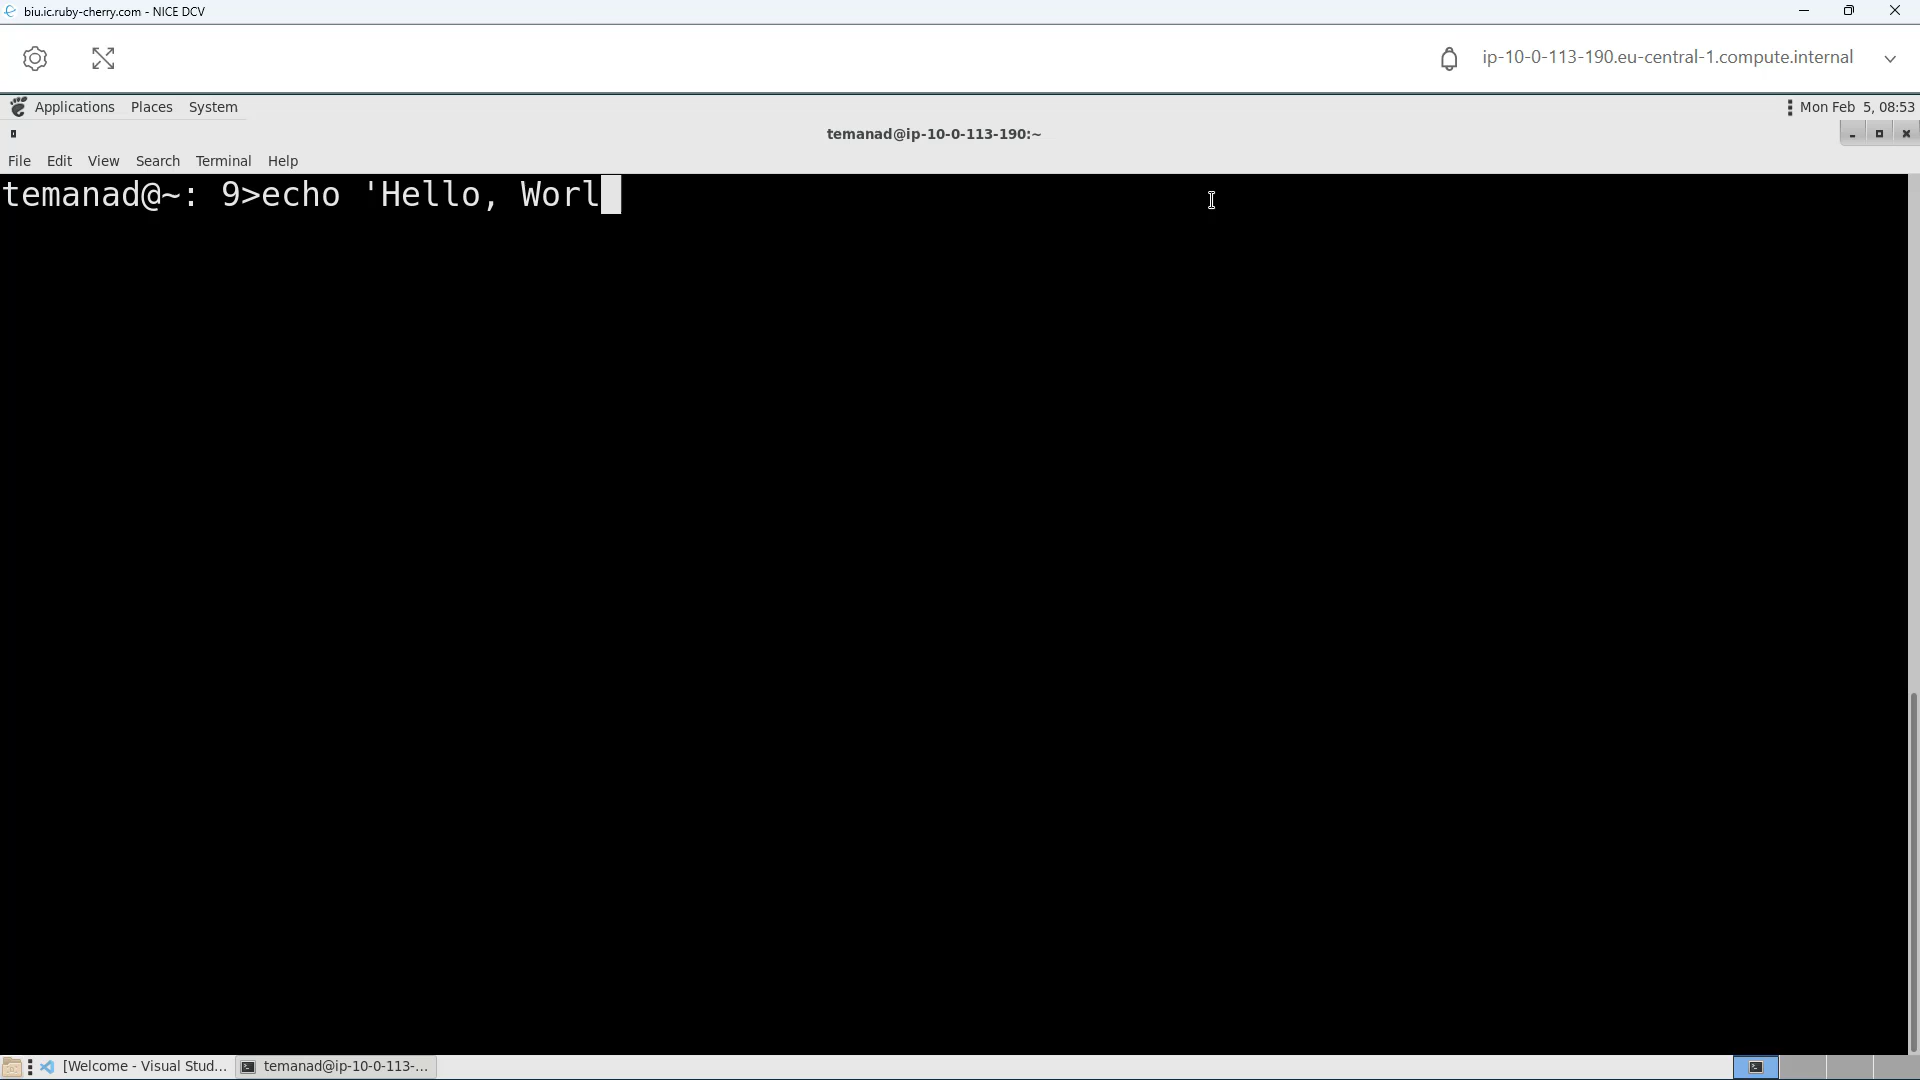 biu.ic.ruby-cherry.com - NICE DCV
ip-10-0-113-190.eu-central-1.compute.internal
Applications Places System
Mon Feb 5, 08:53
temanad@ip-10-0-113-190:~
File Edit View Search Terminal Help
temanad@~: 9>echo 'Hello, Worl
[Welcome - Visual Stud... temanad@ip-10-0-113-...